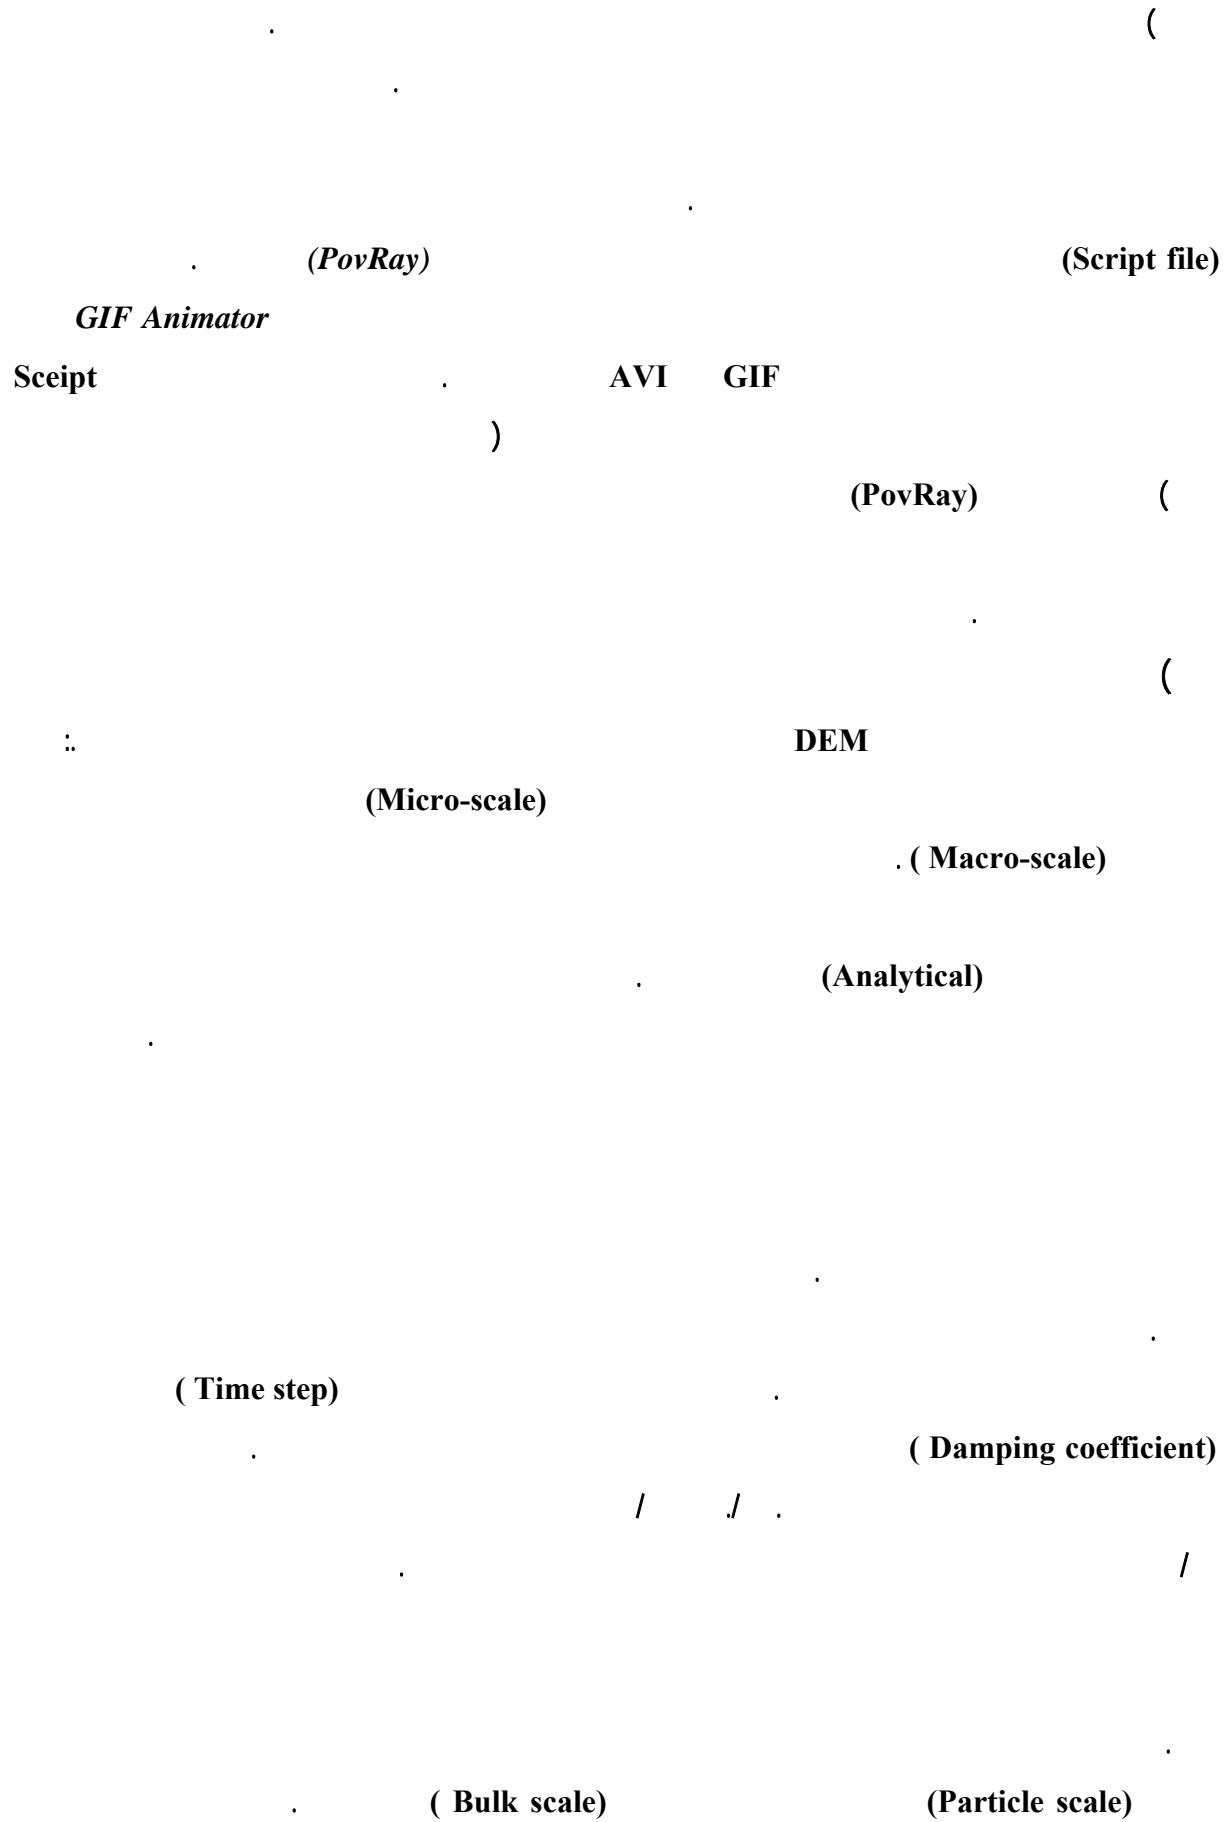 . (
.
.
. (PovRay) (Script file)
GIF Animator
Sceipt . AVI GIF
)
(PovRay) (
.
(
:. DEM
(Micro-scale)
. ( Macro-scale)
. (Analytical)
.
.
.
( Time step) .
. ( Damping coefficient)
/ ./ .
. /
.
. ( Bulk scale) (Particle scale)